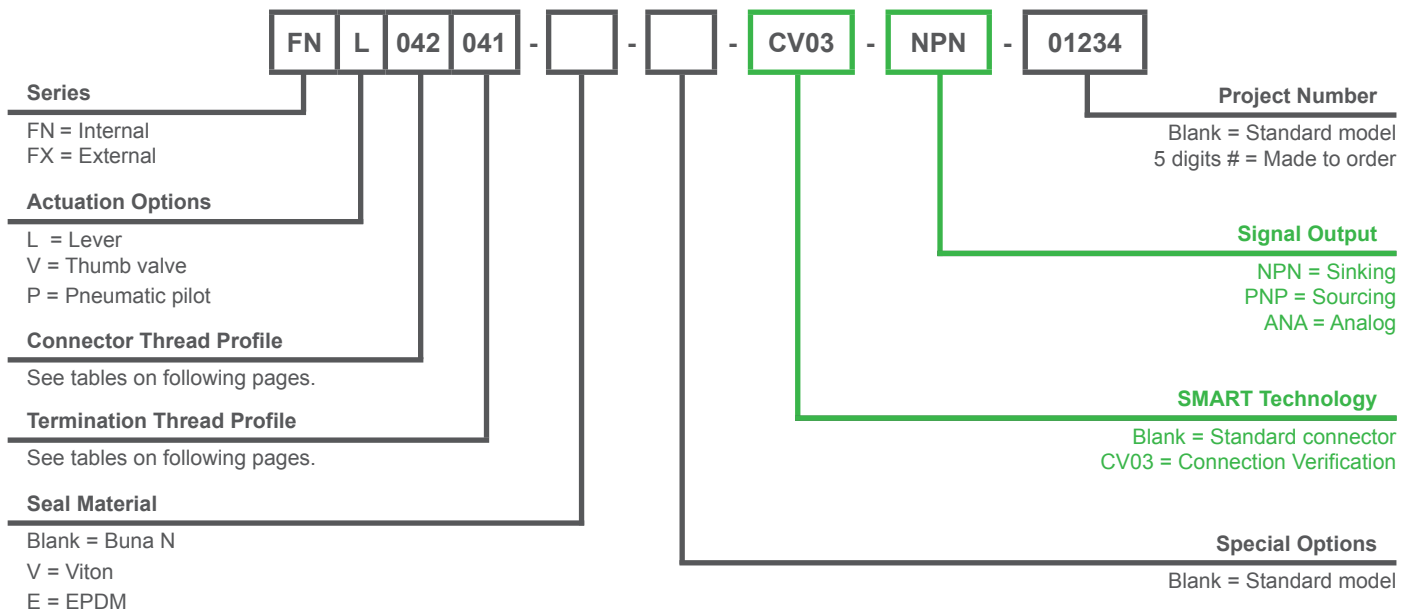 FN L 042 041 - - - CV03 - NPN - 01234
Series
FN = Internal
FX = External
Actuation Options
L = Lever
V = Thumb valve
P = Pneumatic pilot
Connector Thread Profile
See tables on following pages.
Termination Thread Profile
See tables on following pages.
Seal Material
Blank = Buna N
V = Viton
E = EPDM
Project Number
Blank = Standard model
5 digits # = Made to order
Signal Output
NPN = Sinking
PNP = Sourcing
ANA = Analog
SMART Technology
Blank = Standard connector
CV03 = Connection Verification
Special Options
Blank = Standard model